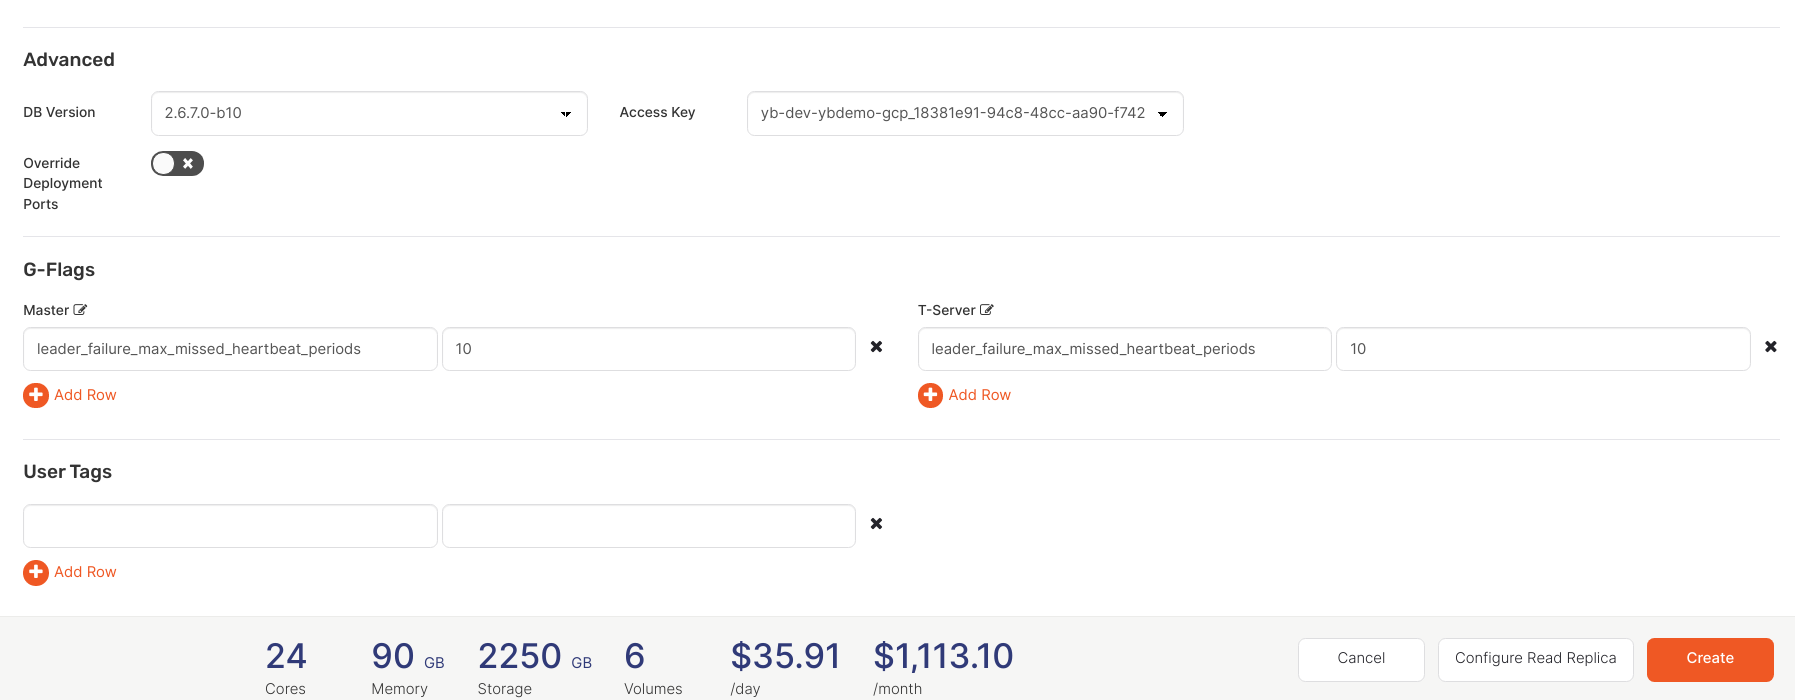 Advanced
DB Version
2.6.7.0-b10
Access Key
yb-dev-ybdemo-gcp_18381e91-94c8-48cc-aa90-f742
Override
Deployment
Ports
G-Flags
Master
T-Server
leader_failure_max_missed_heartbeat_periods
10
leader_failure_max_missed_heartbeat_periods
10
Add Row
Add Row
User Tags
Add Row
24
Cores
90 GB
Memory
2250 GB
Storage
6
Volumes
$35.91
/day
$1,113.10
/month
Cancel
Configure Read Replica
Create